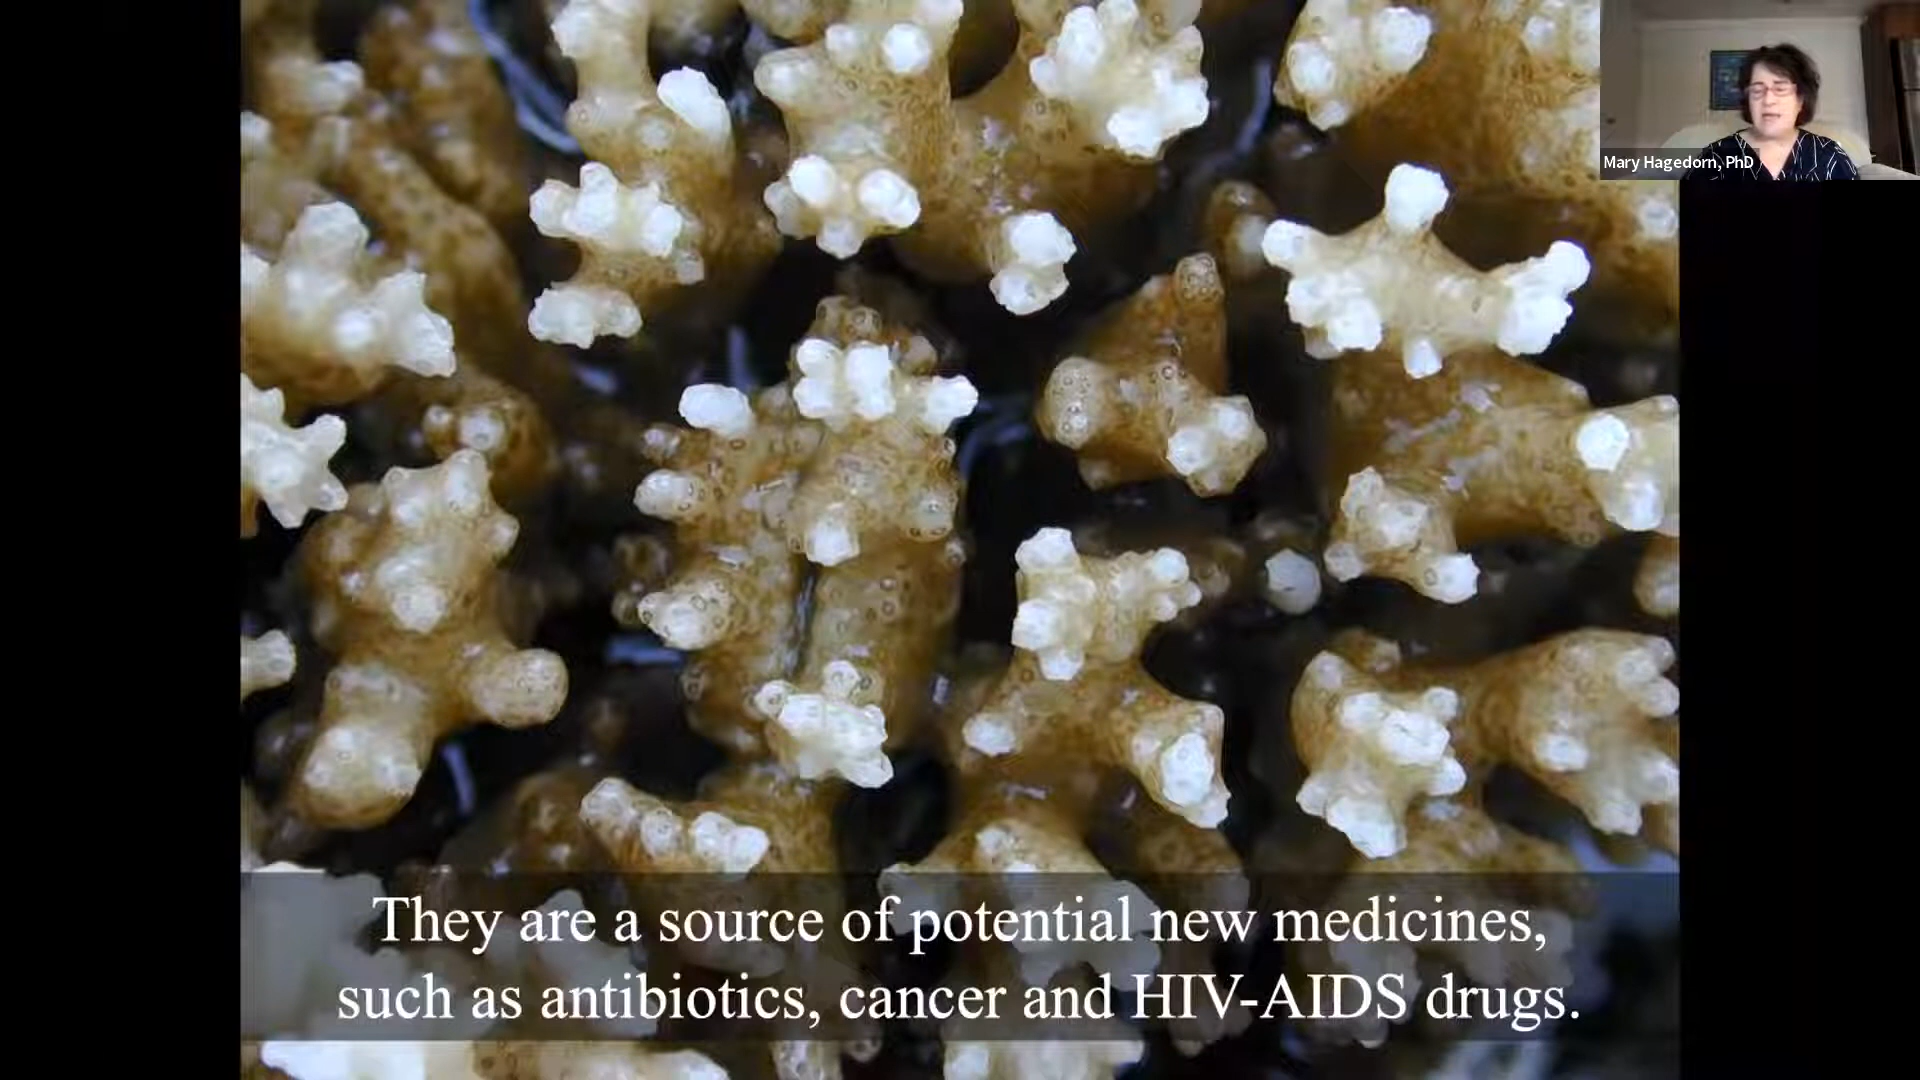 Mary Hagedorn, PhD
They are a source of potential new medicines,
such as antibiotics, cancer and HIV-AIDS drugs.